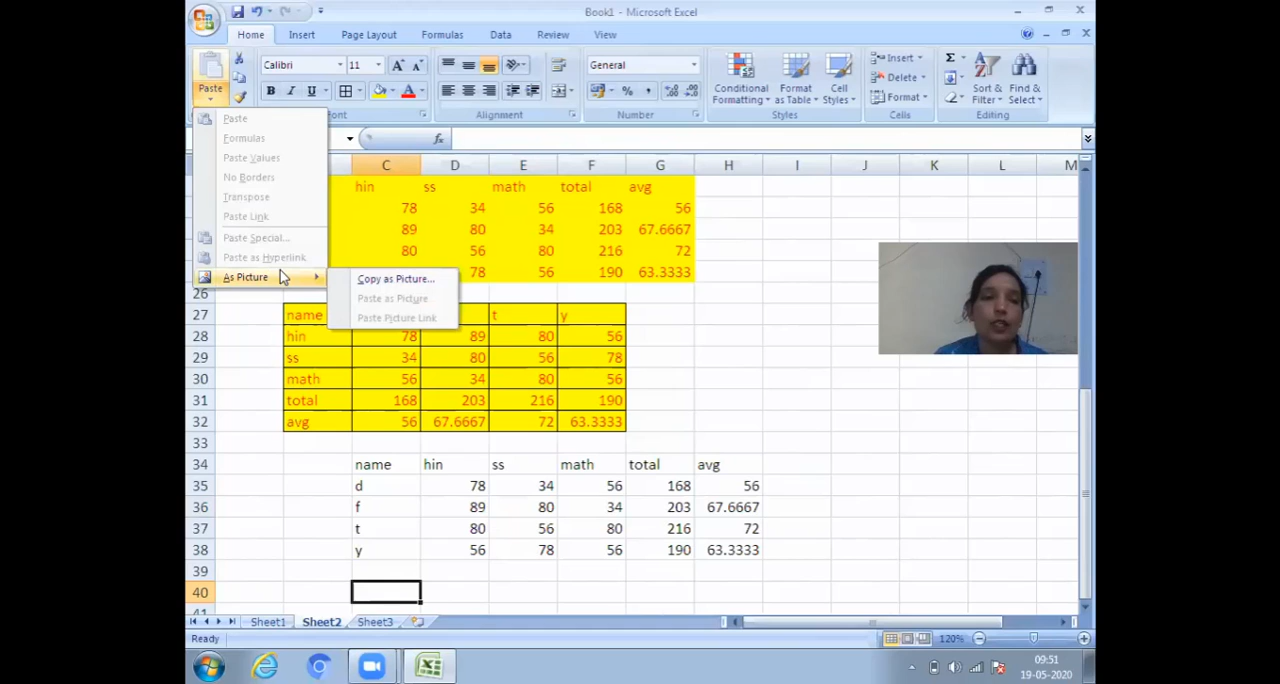 Book1 - Microsoft Excel
Home Insert Page Layout Formulas Data Review View
Paste
Calibri 11 A A
General
B I U A
% ,
Conditional Formatting
Format as Table
Cell Styles
Insert
Delete
Format
Σ
Sort & Filter
Find & Select
Font Alignment Number Styles Cells Editing
fx
Paste
Formulas
Paste Values
No Borders
Transpose
Paste Link
Paste Special...
Paste as Hyperlink
As Picture
Copy as Picture...
Paste as Picture
Paste Picture Link
C D E F G H I J K L M
hin ss math total avg
78 34 56 168 56
89 80 34 203 67.6667
80 56 80 216 72
78 56 190 63.3333
26
27 name t y
28 hin 78 89 80 56
29 ss 34 80 56 78
30 math 56 34 80 56
31 total 168 203 216 190
32 avg 56 67.6667 72 63.3333
33
34 name hin ss math total avg
35 d 78 34 56 168 56
36 f 89 80 34 203 67.6667
37 t 80 56 80 216 72
38 y 56 78 56 190 63.3333
39
40
41
Sheet1 Sheet2 Sheet3
Ready 120%
09:51
19-05-2020